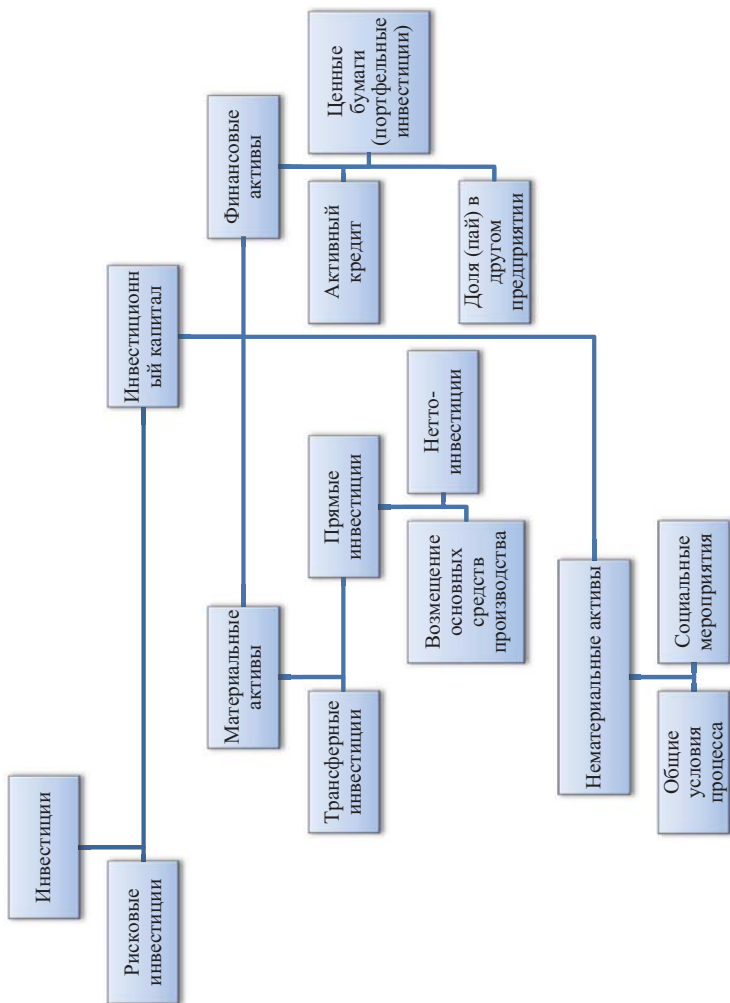 Инвестиции
Рисковые
инвестиции
Инвестиционн
ый капитал
Материальные
активы
Финансовые
активы
Трансферные
инвестиции
Прямые
инвестиции
Активный
кредит
Ценные
бумаги
(портфельные
инвестиции)
Возмещение
основных
средств
производства
Нетто-
инвестиции
Доля (пай) в
другом
предприятии
Нематериальные активы
Общие
условия
процесса
Социальные
мероприятия